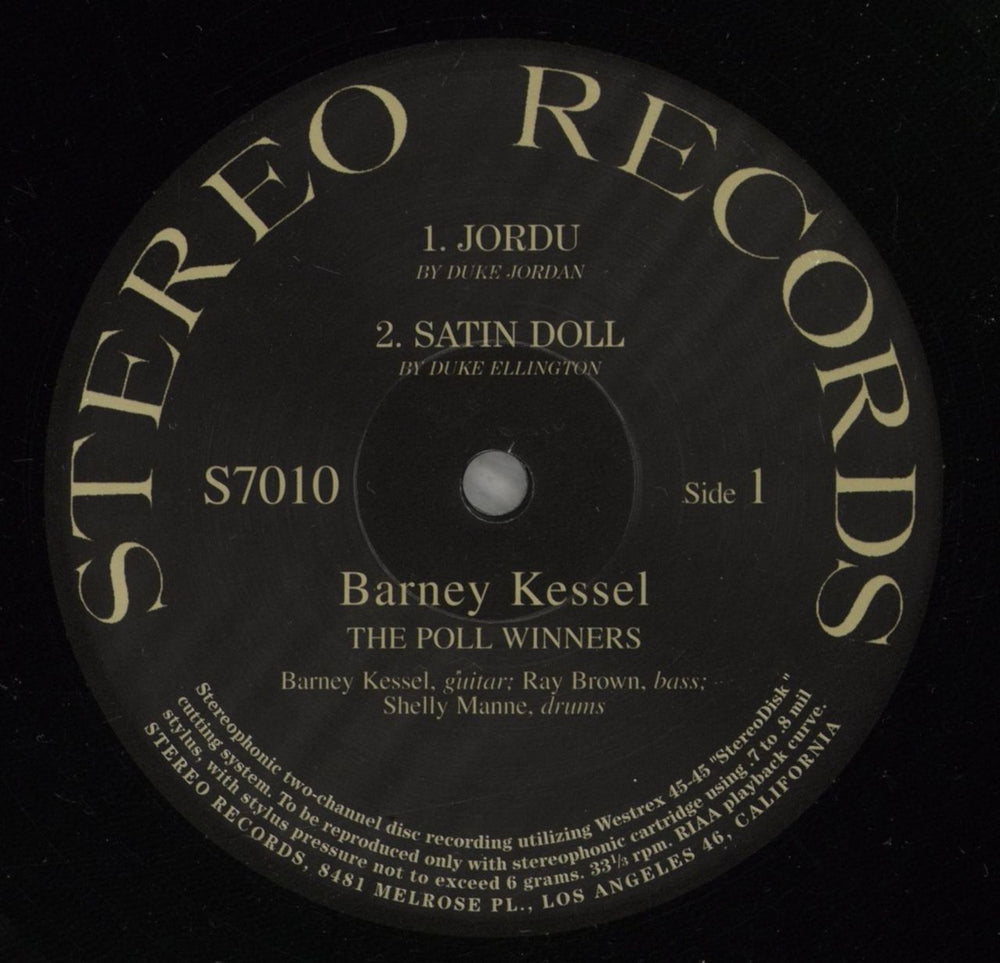 STEREO RECORDS
1. JORDU
BY DUKE JORDAN
2. SATIN DOLL
BY DUKE ELLINGTON
S7010
Side 1
Barney Kessel
THE POLL WINNERS
Barney Kessel, guitar; Ray Brown, bass;
Shelly Manne, drums
Stereophonic two-channel disc recording utilizing Westrex 45-45 "StereoDisk"
cutting system. To be reproduced only with stereophonic cartridge using .7 to .8 mil
stylus, with stylus pressure not to exceed 6 grams. 33⅓ rpm. RIAA playback curve.
STEREO RECORDS, 8481 MELROSE PL., LOS ANGELES 46, CALIFORNIA